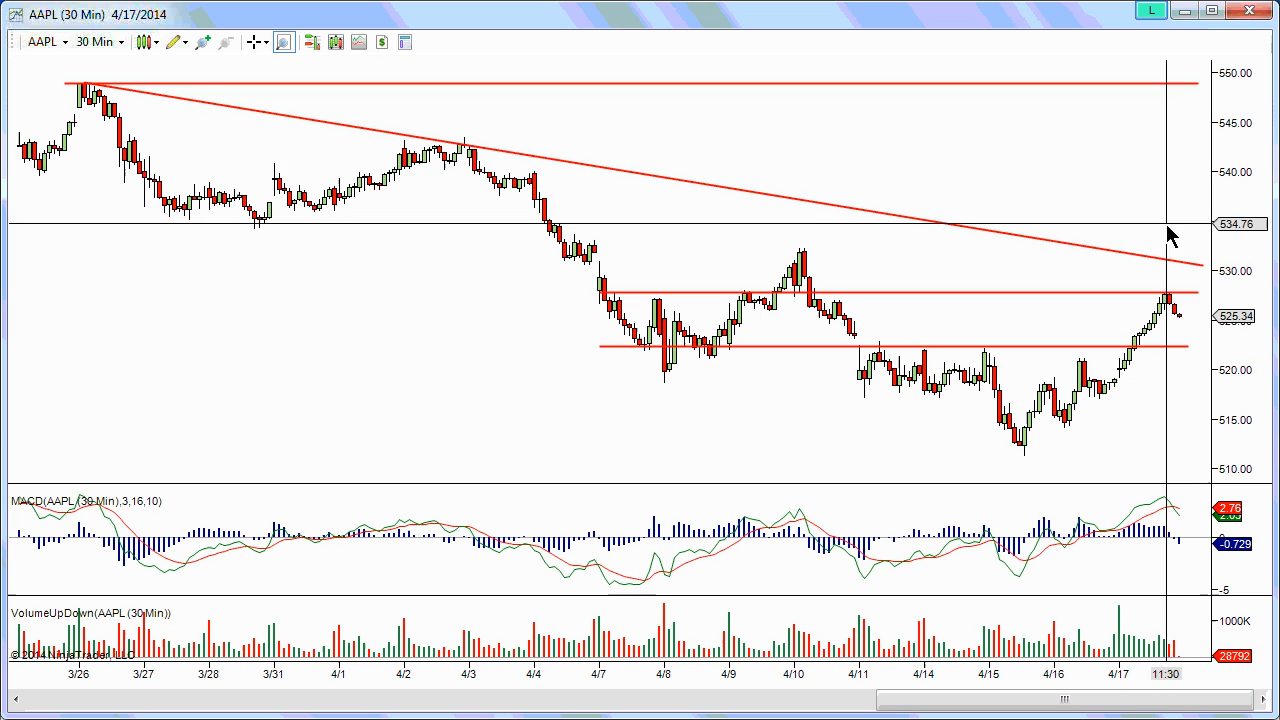 AAPL (30 Min) 4/17/2014
L
AAPL 30 Min
550.00
545.00
540.00
534.76
530.00
525.34
520.00
515.00
510.00
MACD(AAPL (30 Min),3,16,10)
2.76
0
-0.729
-5
VolumeUpDown(AAPL (30 Min))
1000K
28792
© 2014 NinjaTrader, LLC
3/26 3/27 3/28 3/31 4/1 4/2 4/3 4/4 4/7 4/8 4/9 4/10 4/11 4/14 4/15 4/16 4/17 11:30